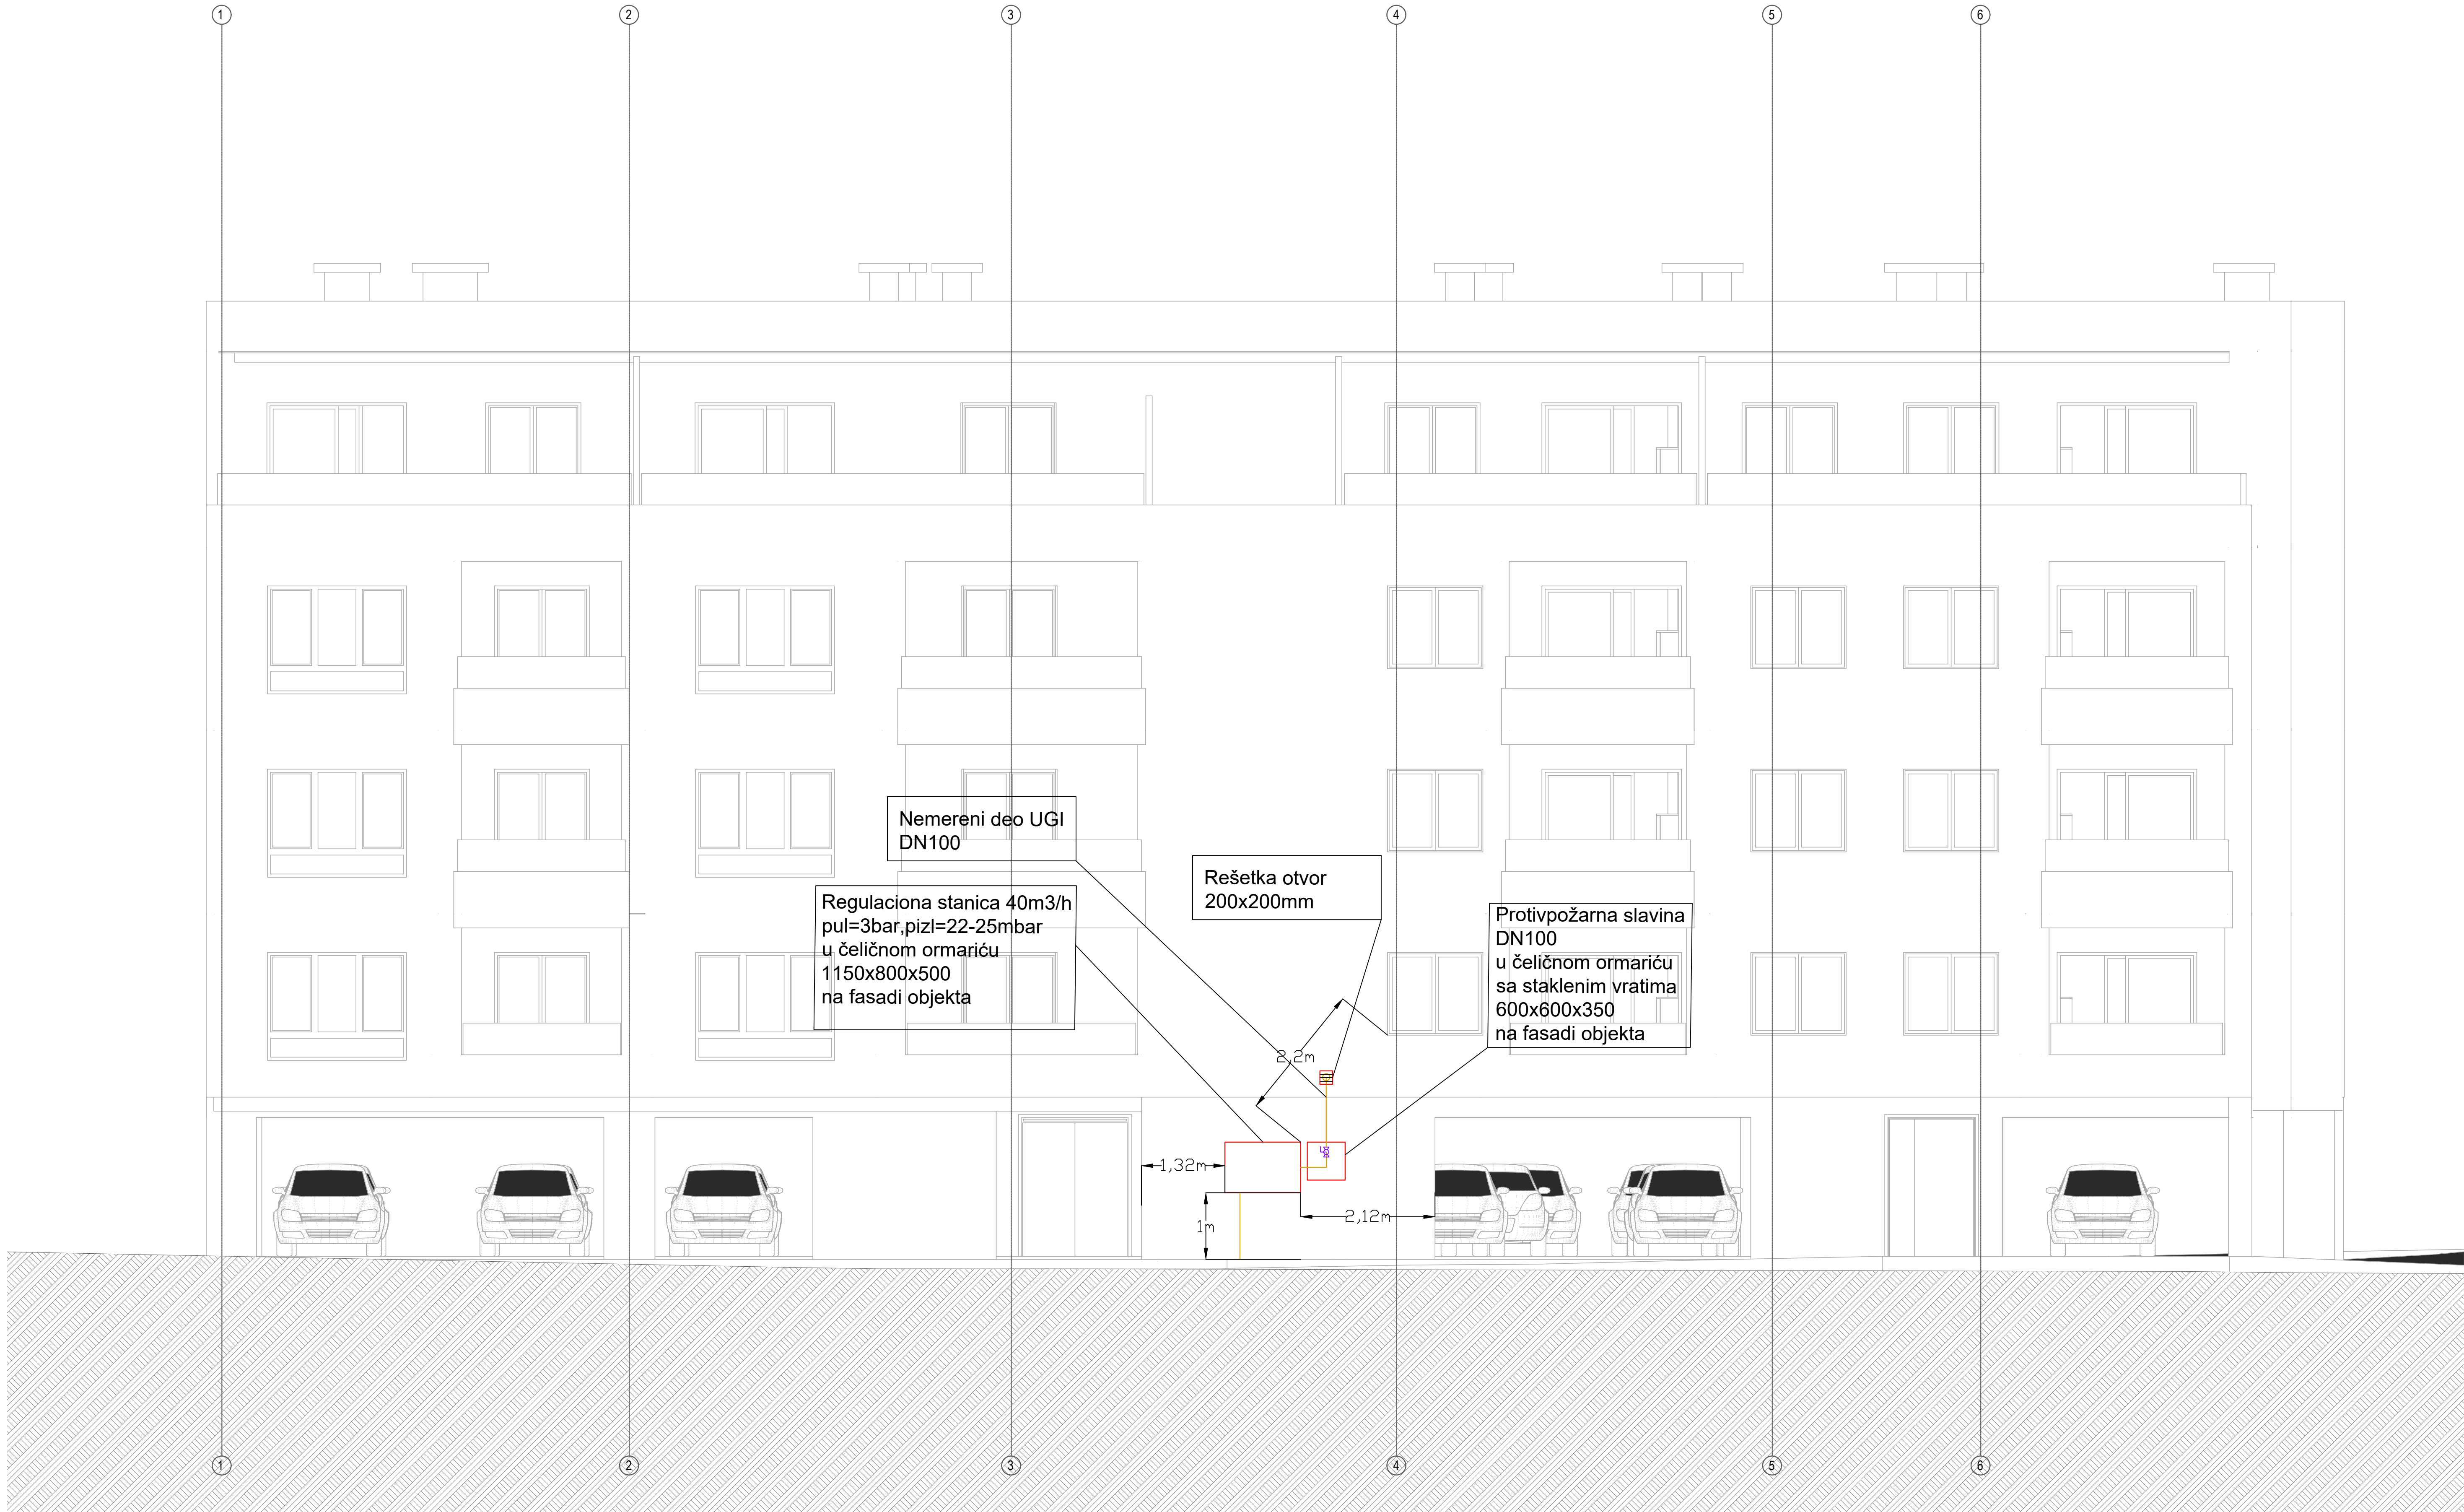 1
2
3
4
5
6
Nemereni deo UGI
DN100
Rešetka otvor
200x200mm
Regulaciona stanica 40m3/h
pul=3bar,pizl=22-25mbar
u čeličnom ormariću
1150x800x500
na fasadi objekta
Protivpožarna slavina
DN100
u čeličnom ormariću
sa staklenim vratima
600x600x350
na fasadi objekta
2,2m
1,32m
1m
2,12m
1
2
3
4
5
6